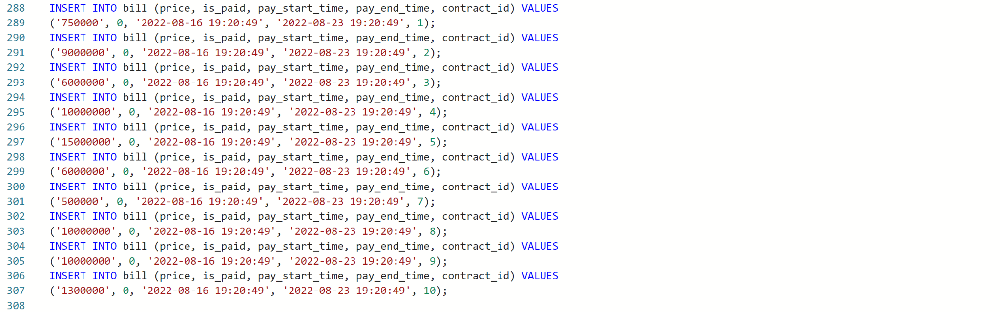 288 INSERT INTO bill (price, is_paid, pay_start_time, pay_end_time, contract_id) VALUES
289 ('750000', 0, '2022-08-16 19:20:49', '2022-08-23 19:20:49', 1);
290 INSERT INTO bill (price, is_paid, pay_start_time, pay_end_time, contract_id) VALUES
291 ('9000000', 0, '2022-08-16 19:20:49', '2022-08-23 19:20:49', 2);
292 INSERT INTO bill (price, is_paid, pay_start_time, pay_end_time, contract_id) VALUES
293 ('6000000', 0, '2022-08-16 19:20:49', '2022-08-23 19:20:49', 3);
294 INSERT INTO bill (price, is_paid, pay_start_time, pay_end_time, contract_id) VALUES
295 ('10000000', 0, '2022-08-16 19:20:49', '2022-08-23 19:20:49', 4);
296 INSERT INTO bill (price, is_paid, pay_start_time, pay_end_time, contract_id) VALUES
297 ('15000000', 0, '2022-08-16 19:20:49', '2022-08-23 19:20:49', 5);
298 INSERT INTO bill (price, is_paid, pay_start_time, pay_end_time, contract_id) VALUES
299 ('6000000', 0, '2022-08-16 19:20:49', '2022-08-23 19:20:49', 6);
300 INSERT INTO bill (price, is_paid, pay_start_time, pay_end_time, contract_id) VALUES
301 ('500000', 0, '2022-08-16 19:20:49', '2022-08-23 19:20:49', 7);
302 INSERT INTO bill (price, is_paid, pay_start_time, pay_end_time, contract_id) VALUES
303 ('10000000', 0, '2022-08-16 19:20:49', '2022-08-23 19:20:49', 8);
304 INSERT INTO bill (price, is_paid, pay_start_time, pay_end_time, contract_id) VALUES
305 ('10000000', 0, '2022-08-16 19:20:49', '2022-08-23 19:20:49', 9);
306 INSERT INTO bill (price, is_paid, pay_start_time, pay_end_time, contract_id) VALUES
307 ('1300000', 0, '2022-08-16 19:20:49', '2022-08-23 19:20:49', 10);
308